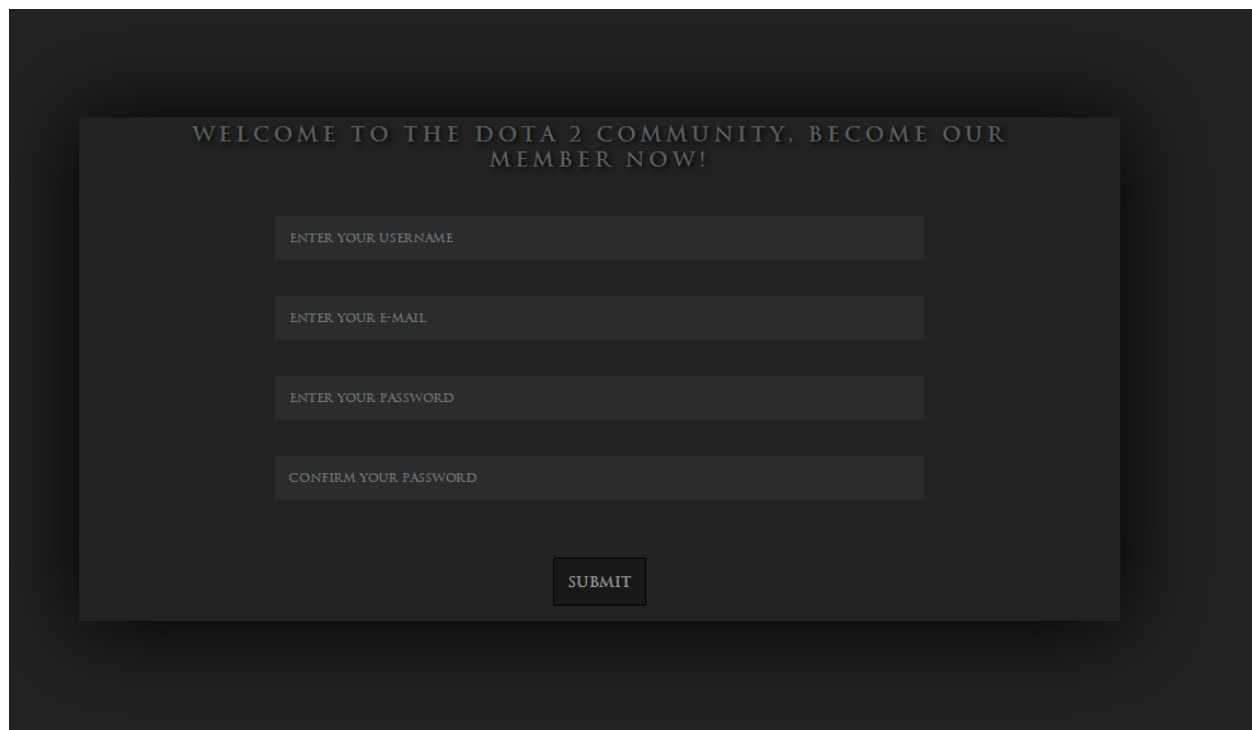 WELCOME TO THE DOTA 2 COMMUNITY, BECOME OUR
MEMBER NOW!
ENTER YOUR USERNAME
ENTER YOUR E-MAIL
ENTER YOUR PASSWORD
CONFIRM YOUR PASSWORD
SUBMIT